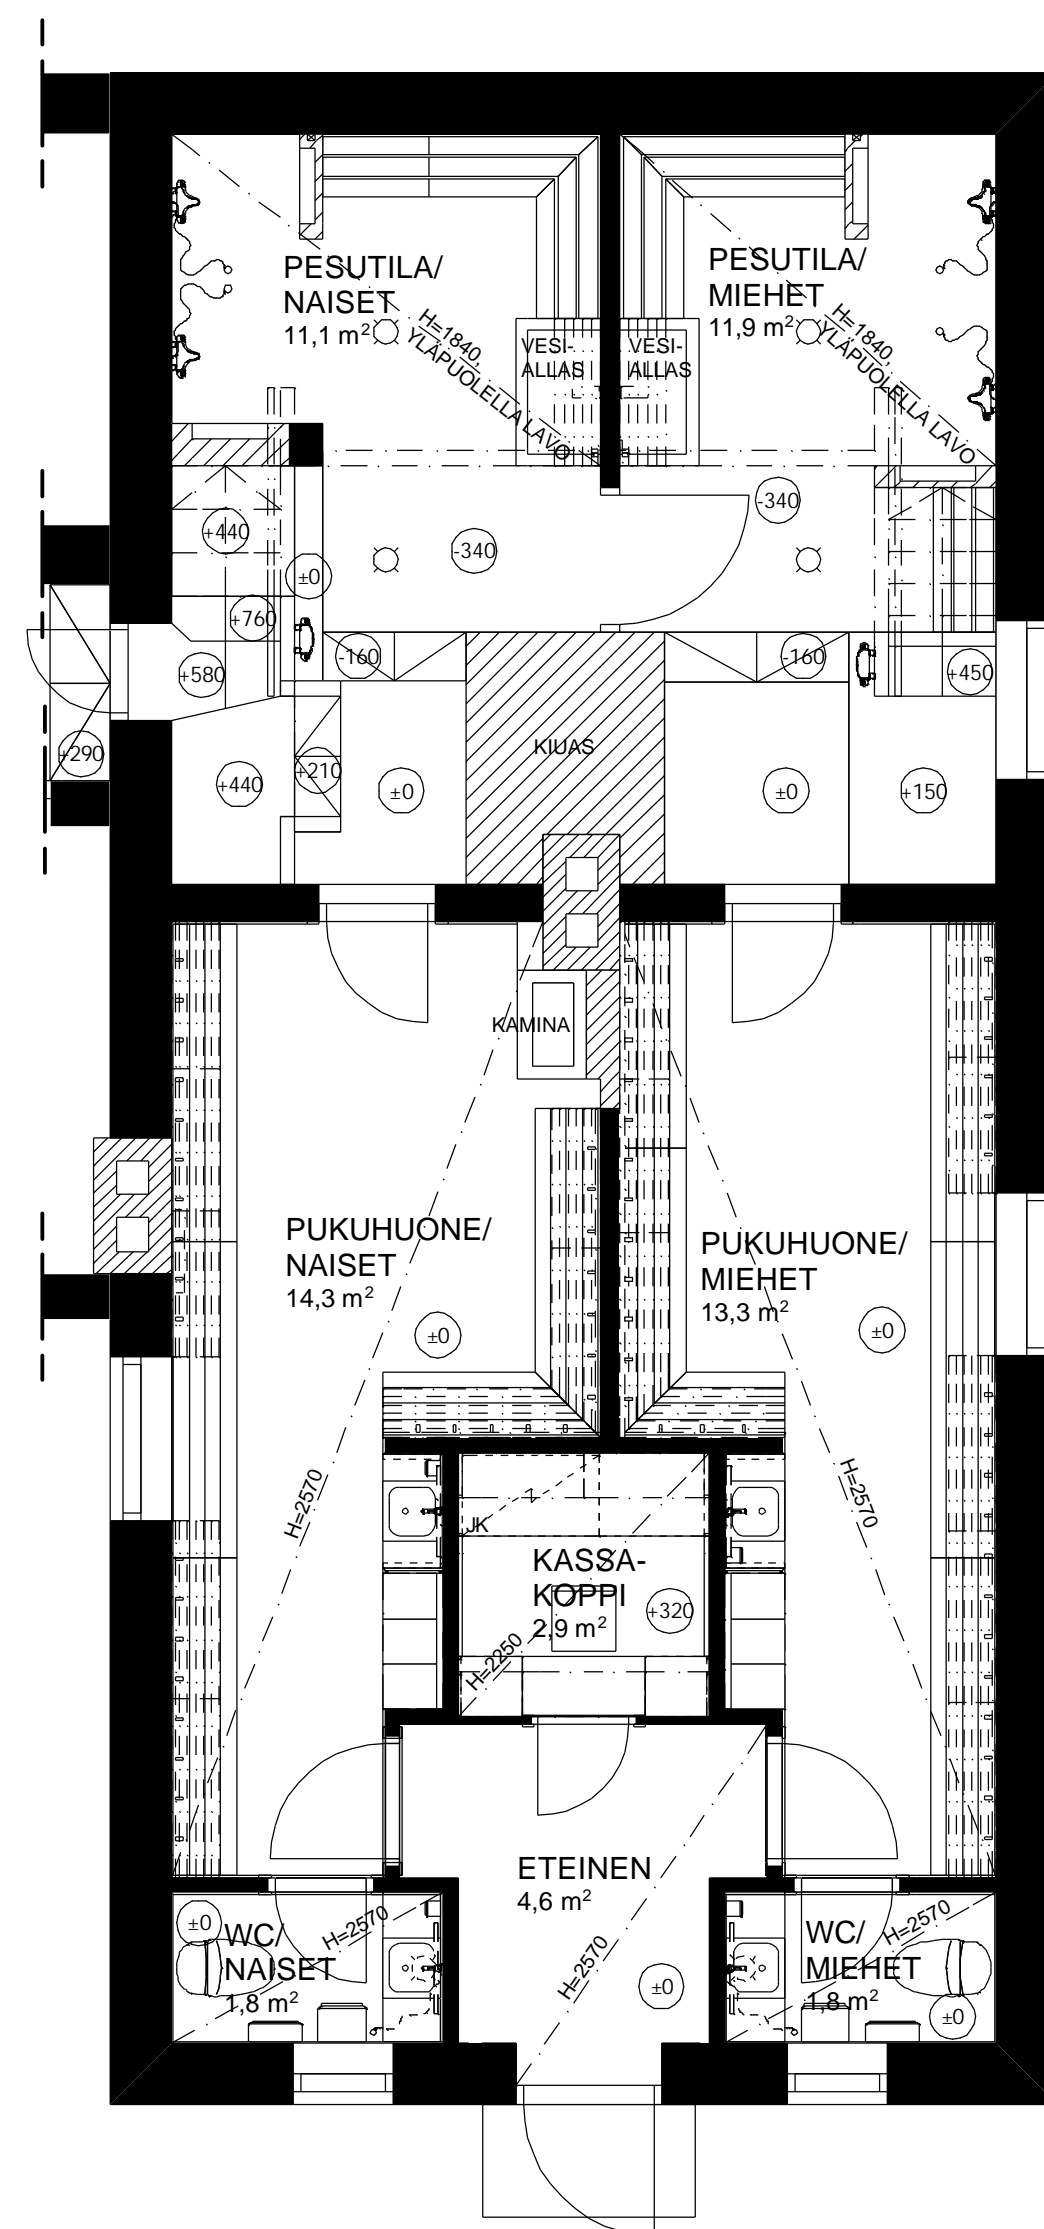 PESUTILA/
NAISET
11,1 m²
PESUTILA/
MIEHET
11,9 m²
H=1840,
YLÄPUOLELLA LAVO
H=1840,
YLÄPUOLELLA LAVO
VESI-
ALLAS
VESI-
ALLAS
+440
-340
-340
±0
+760
-160
-160
+580
+450
+290
+440
+210
±0
KIUAS
±0
+150
KAMINA
PUKUHUONE/
NAISET
14,3 m²
±0
PUKUHUONE/
MIEHET
13,3 m²
±0
H=2570
H=2570
JK
KASSA-
KOPPI
2,9 m²
+320
H=2250
ETEINEN
4,6 m²
H=2570
±0
±0
WC/
NAISET
1,8 m²
H=2570
WC/
MIEHET
1,8 m²
H=2570
±0